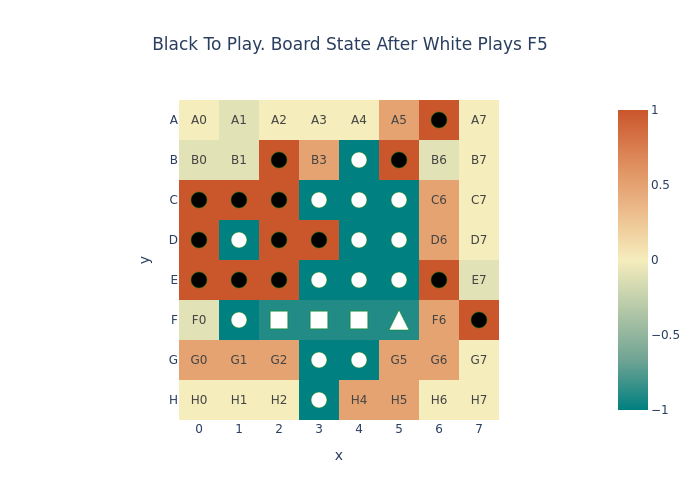 Black To Play. Board State After White Plays F5
A A0 A1 A2 A3 A4 A5 A7
B B0 B1 B3 B6 B7
C C6 C7
D D6 D7
E E7
F F0 F6
G G0 G1 G2 G5 G6 G7
H H0 H1 H2 H4 H5 H6 H7
0 1 2 3 4 5 6 7
x
y
1
0.5
0
−0.5
−1